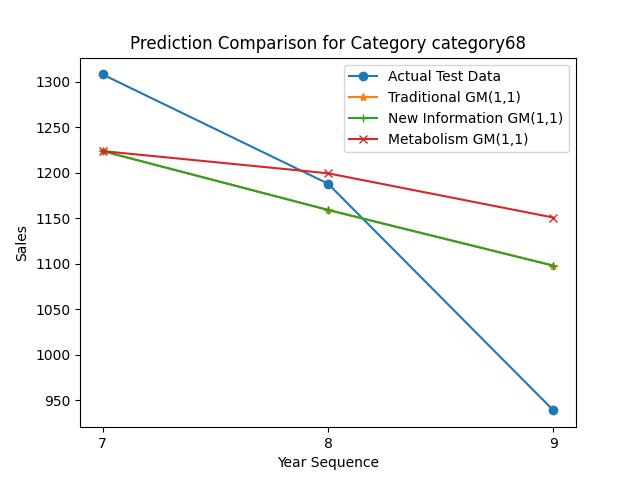 Prediction Comparison for Category category68
Actual Test Data
Traditional GM(1,1)
New Information GM(1,1)
Metabolism GM(1,1)
Sales
1300
1250
1200
1150
1100
1050
1000
950
7
8
9
Year Sequence